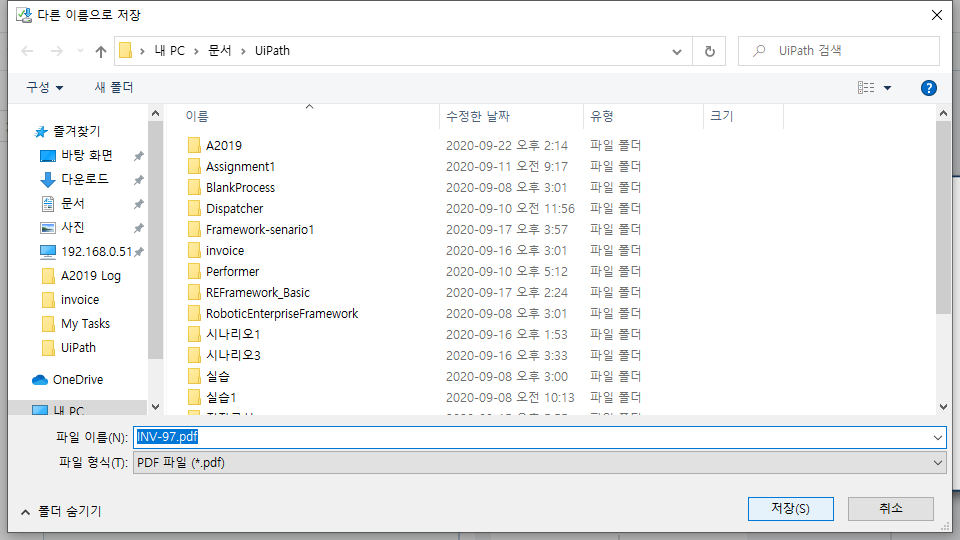 다른 이름으로 저장
내 PC > 문서 > UiPath
UiPath 검색
구성 새 폴더
이름 수정한 날짜 유형 크기
즐겨찾기
바탕 화면
다운로드
문서
사진
192.168.0.51
A2019 Log
invoice
My Tasks
UiPath
OneDrive
내 PC
A2019 2020-09-22 오후 2:14 파일 폴더
Assignment1 2020-09-11 오전 9:17 파일 폴더
BlankProcess 2020-09-08 오후 3:01 파일 폴더
Dispatcher 2020-09-10 오전 11:56 파일 폴더
Framework-senario1 2020-09-17 오후 3:57 파일 폴더
invoice 2020-09-16 오후 3:01 파일 폴더
Performer 2020-09-10 오후 5:12 파일 폴더
REFramework_Basic 2020-09-17 오후 2:24 파일 폴더
RoboticEnterpriseFramework 2020-09-08 오후 3:01 파일 폴더
시나리오1 2020-09-16 오후 1:53 파일 폴더
시나리오3 2020-09-16 오후 3:33 파일 폴더
실습 2020-09-08 오후 3:00 파일 폴더
실습1 2020-09-08 오전 10:13 파일 폴더
파일 이름(N): INV-97.pdf
파일 형식(T): PDF 파일 (*.pdf)
폴더 숨기기
저장(S) 취소